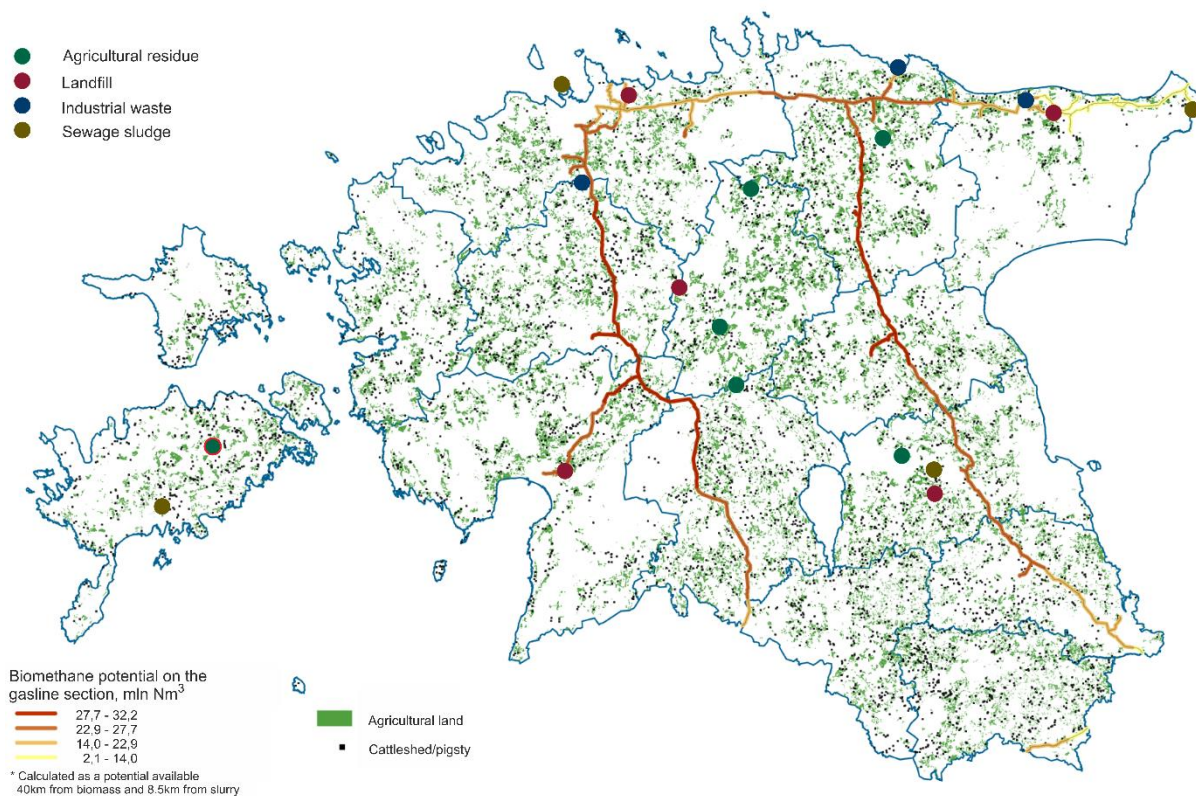 Agricultural residue
Landfill
Industrial waste
Sewage sludge
Biomethane potential on the
gasline section, mln Nm³
27,7 - 32,2
22,9 - 27,7
14,0 - 22,9
2,1 - 14,0
* Calculated as a potential available
40km from biomass and 8.5km from slurry
Agricultural land
Cattleshed/pigsty